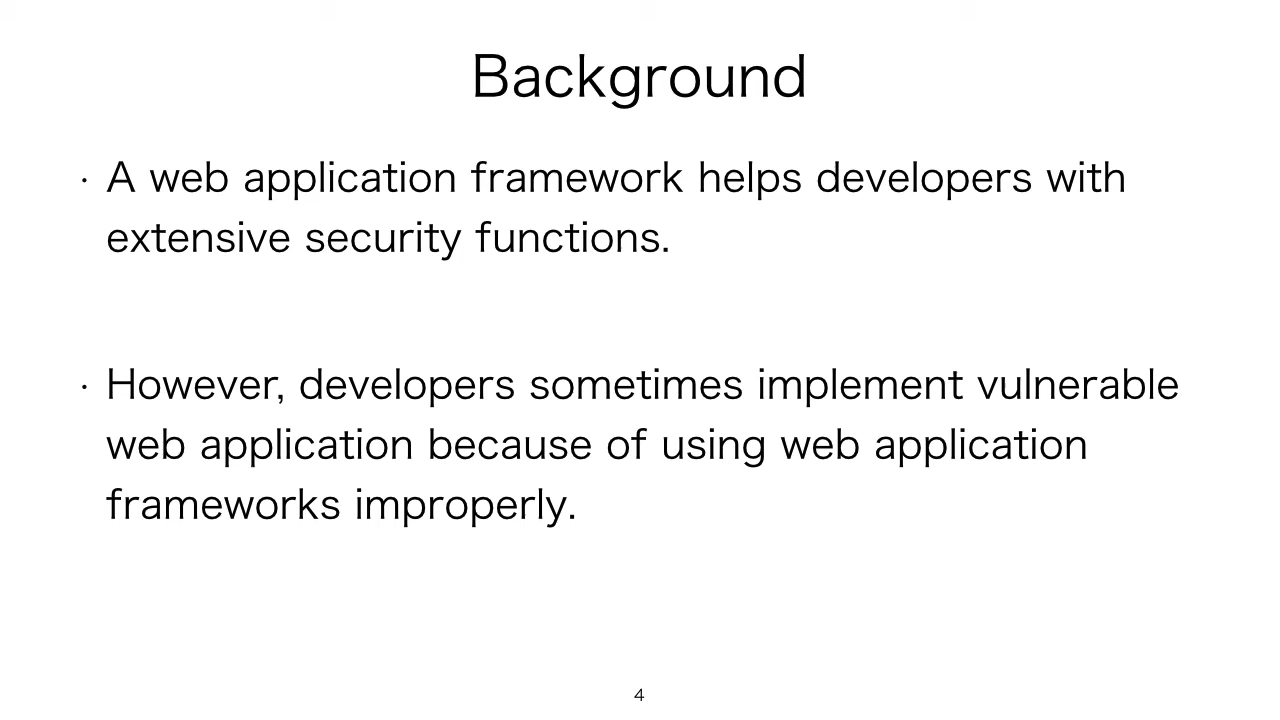 Background
· A web application framework helps developers with
extensive security functions.
· However, developers sometimes implement vulnerable
web application because of using web application
frameworks improperly.
4